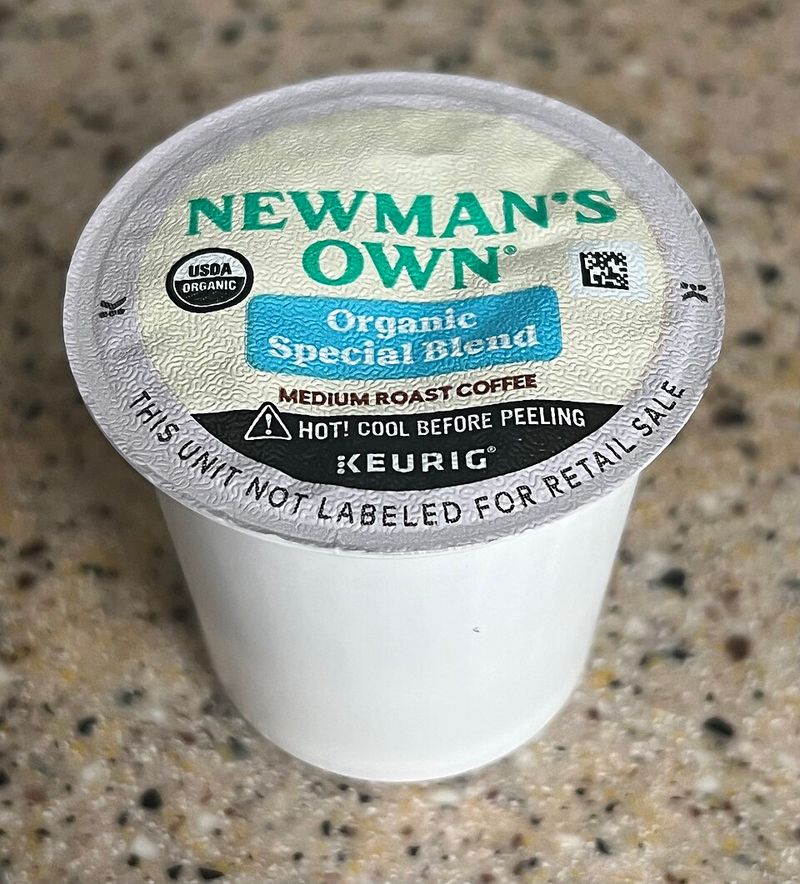 NEWMAN'S
OWN®
USDA
ORGANIC
Organic
Special Blend
MEDIUM ROAST COFFEE
HOT! COOL BEFORE PEELING
KEURIG®
THIS UNIT NOT LABELED FOR RETAIL SALE
K
K